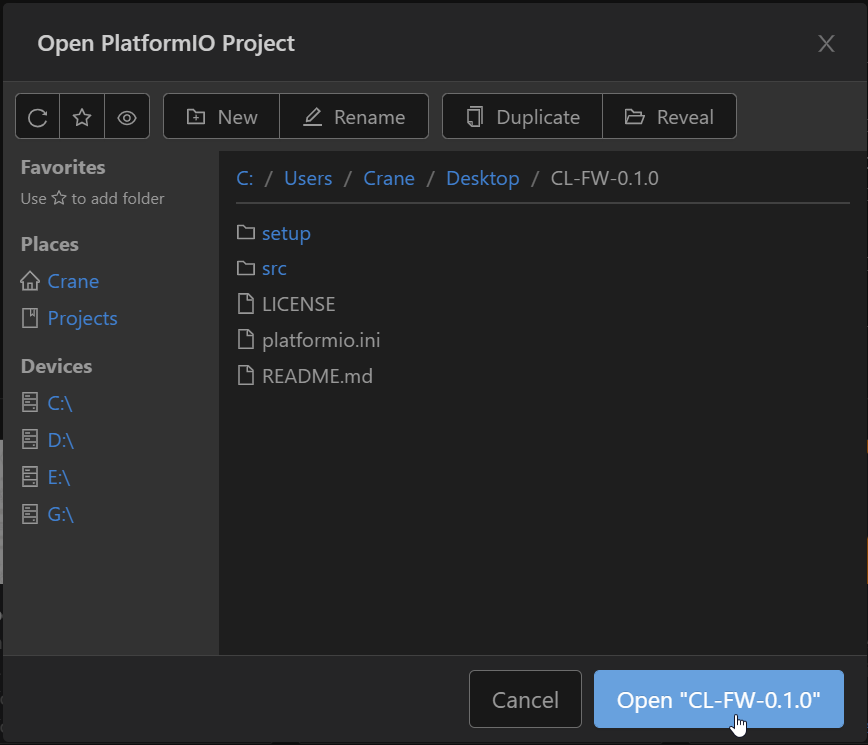 Open PlatformIO Project
New Rename Duplicate Reveal
Favorites
Use ☆ to add folder
Places
Crane
Projects
Devices
C:\
D:\
E:\
G:\
C: / Users / Crane / Desktop / CL-FW-0.1.0
setup
src
LICENSE
platformio.ini
README.md
Cancel Open "CL-FW-0.1.0"